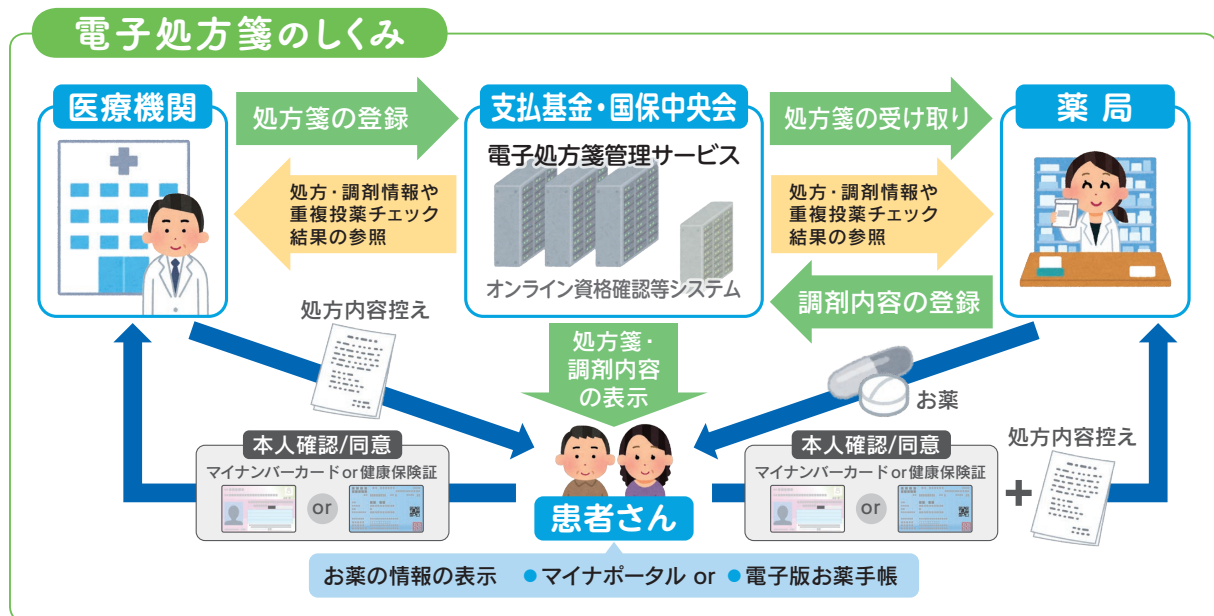 電子処方箋のしくみ
医療機関
処方箋の登録
支払基金・国保中央会
処方箋の受け取り
薬局
電子処方箋管理サービス
処方・調剤情報や
重複投薬チェック
結果の参照
処方・調剤情報や
重複投薬チェック
結果の参照
オンライン資格確認等システム
調剤内容の登録
処方内容控え
処方箋・
調剤内容
の表示
お薬
本人確認/同意
マイナンバーカードor健康保険証
or
本人確認/同意
マイナンバーカードor健康保険証
or
+
処方内容控え
患者さん
お薬の情報の表示 ●マイナポータル or ●電子版お薬手帳